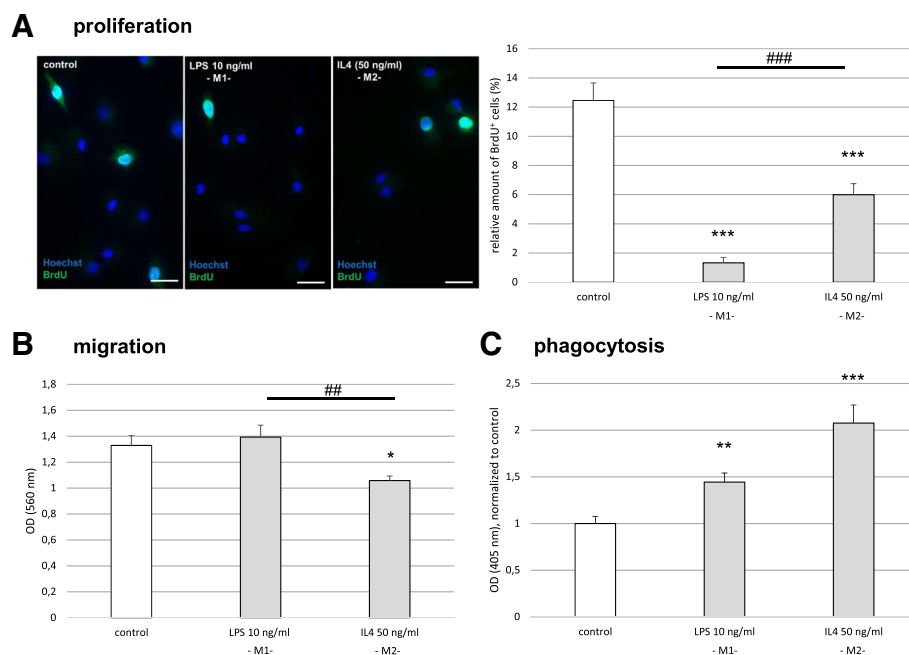 A proliferation
control
LPS 10 ng/ml
- M1-
IL4 (50 ng/ml)
- M2-
Hoechst
BrdU
Hoechst
BrdU
Hoechst
BrdU
relative amount of BrdU⁺ cells (%)
16
14
12
10
8
6
4
2
0
###
***
***
control
LPS 10 ng/ml
- M1-
IL4 50 ng/ml
- M2-
B migration
OD (560 nm)
1,8
1,6
1,4
1,2
1
0,8
0,6
0,4
0,2
0
##
*
control
LPS 10 ng/ml
- M1-
IL4 50 ng/ml
- M2-
C phagocytosis
OD (405 nm), normalized to control
2,5
2
1,5
1
0,5
0
**
***
control
LPS 10 ng/ml
- M1-
IL4 50 ng/ml
- M2-